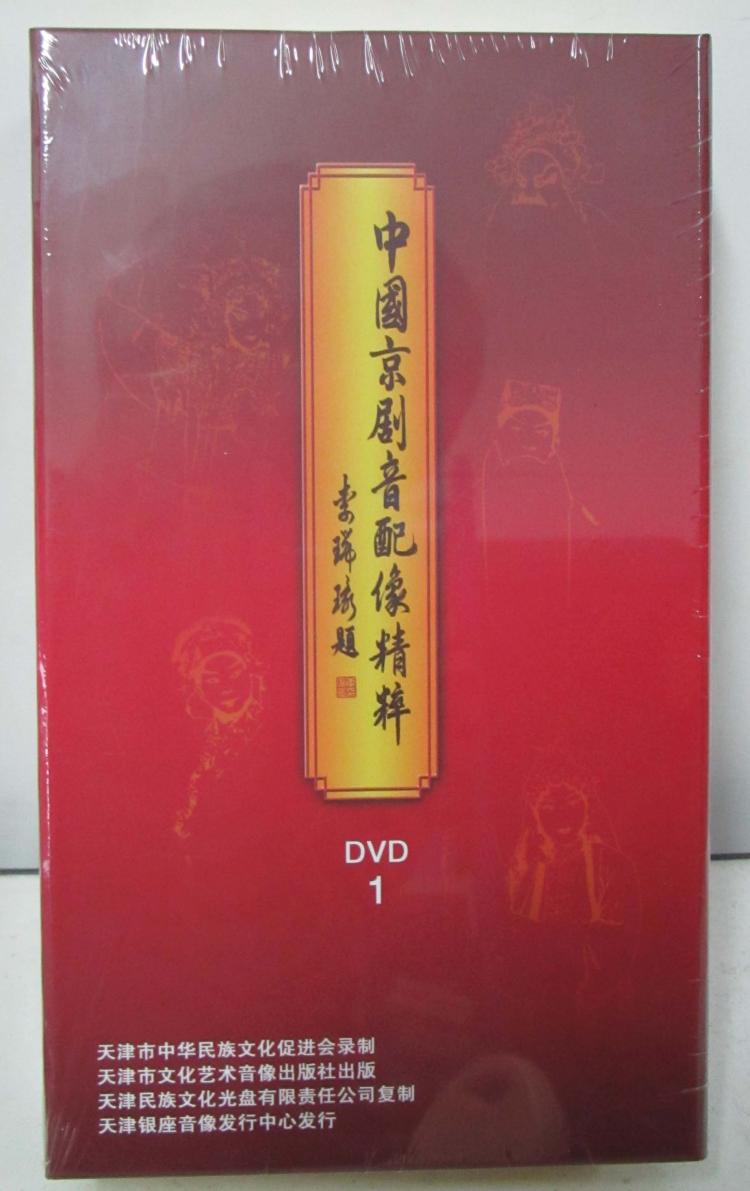 中國京剧音配像精粹
李瑞环題
DVD
1
天津市中华民族文化促进会录制
天津市文化艺术音像出版社出版
天津民族文化光盘有限责任公司复制
天津银座音像发行中心发行